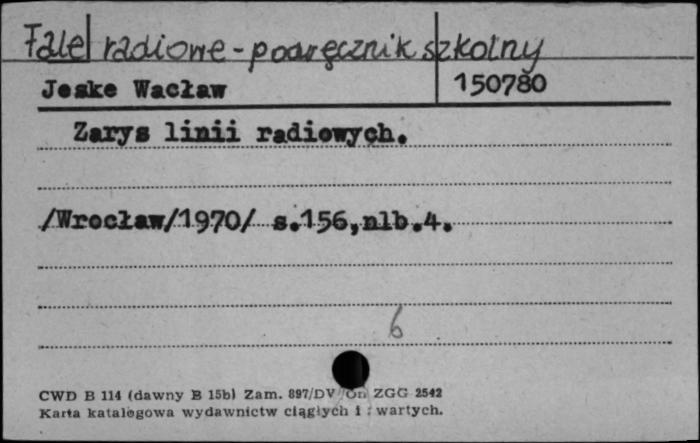 Fale radiowe - podręcznik szkolny
Jeske Wacław 150780
Zarys linii radiowych.
/Wrocław/1970/ s.156,nlb.4.
6
CWD B 114 (dawny B 15b) Zam. 897/DV/Dn ZGG 2542
Karta katalogowa wydawnictw ciągłych i zwartych.